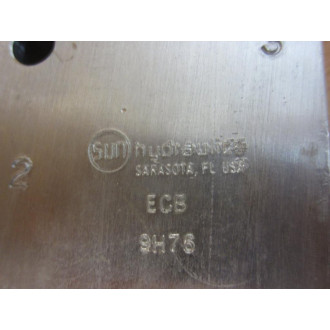 sun hydraulics
SARASOTA, FL USA
2
ECB
9H76